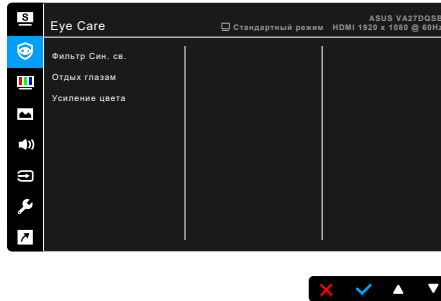 S
Eye Care
Стандартный режим
ASUS VA27DQSB
HDMI 1920 x 1080 @ 60Hz
Фильтр Син. св.
Отдых глазам
Усиление цвета